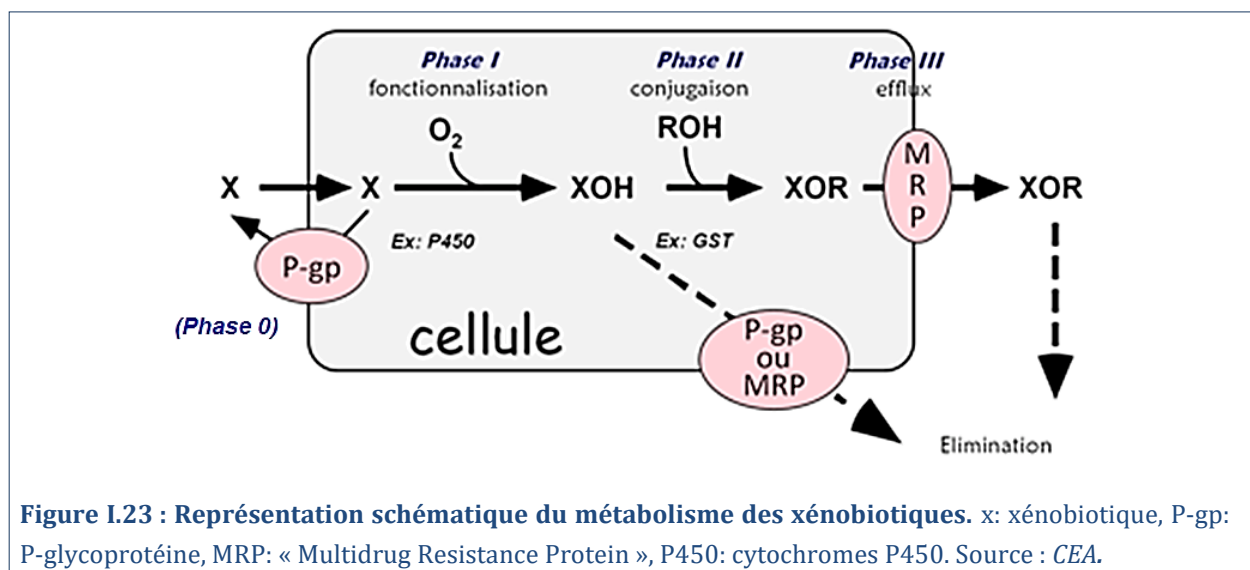 Phase I Phase II Phase III
fonctionnalisation conjugaison efflux
O2 ROH
X X XOH XOR MRP XOR
Ex: P450 Ex: GST
P-gp
(Phase 0)
cellule
P-gp
ou
MRP
Elimination
Figure I.23 : Représentation schématique du métabolisme des xénobiotiques. x: xénobiotique, P-gp:
P-glycoprotéine, MRP: « Multidrug Resistance Protein », P450: cytochromes P450. Source : CEA.